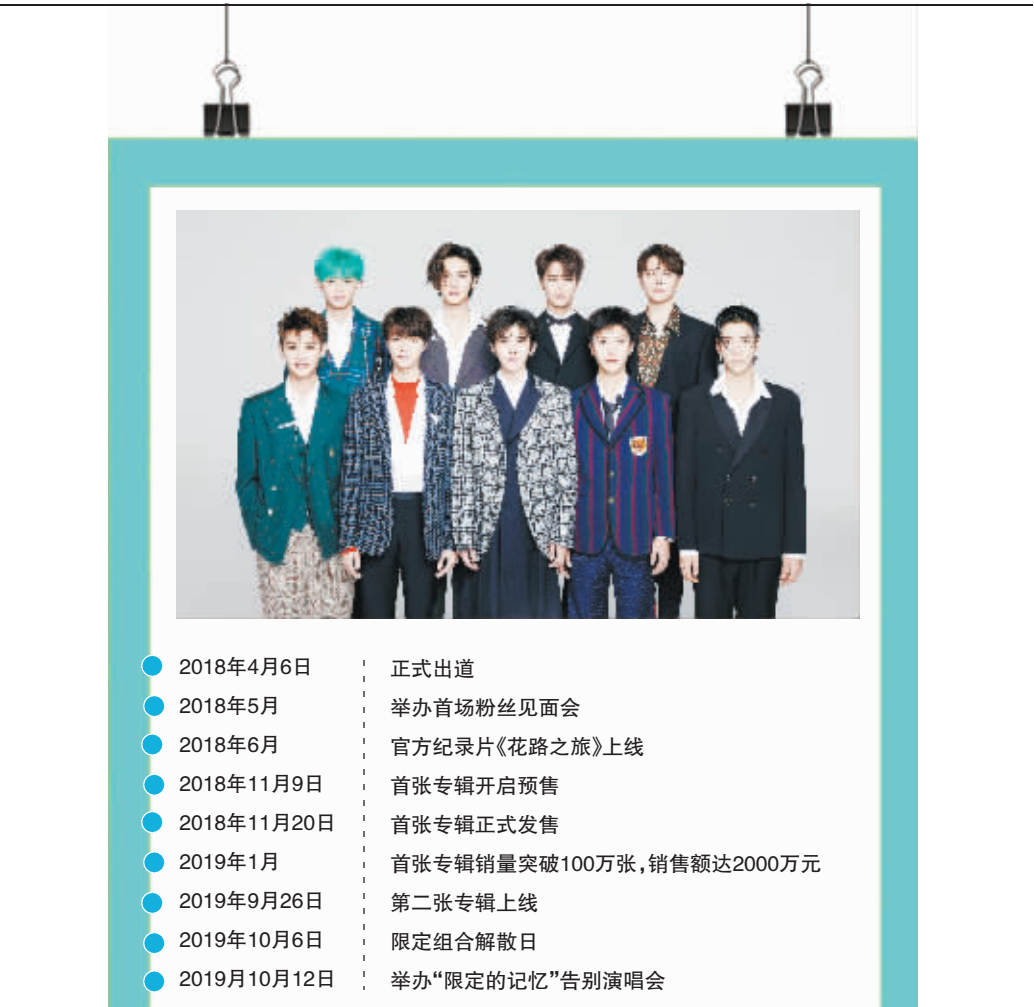 2018年4月6日 正式出道
2018年5月 举办首场粉丝见面会
2018年6月 官方纪录片《花路之旅》上线
2018年11月9日 首张专辑开启预售
2018年11月20日 首张专辑正式发售
2019年1月 首张专辑销量突破100万张，销售额达2000万元
2019年9月26日 第二张专辑上线
2019年10月6日 限定组合解散日
2019月10月12日 举办“限定的记忆”告别演唱会